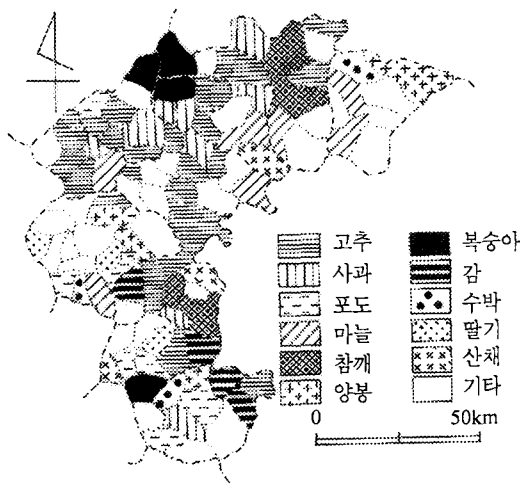 고추 복숭아
사과 감
포도 수박
마늘 딸기
참깨 산채
양봉 기타
0 50km